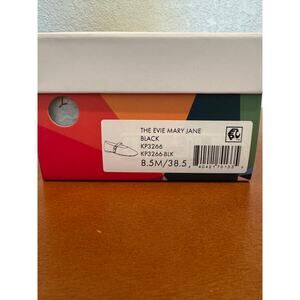 THE EVIE MARY JANE
BLACK
KP3266
KP3266-BLK
8.5M/38.5